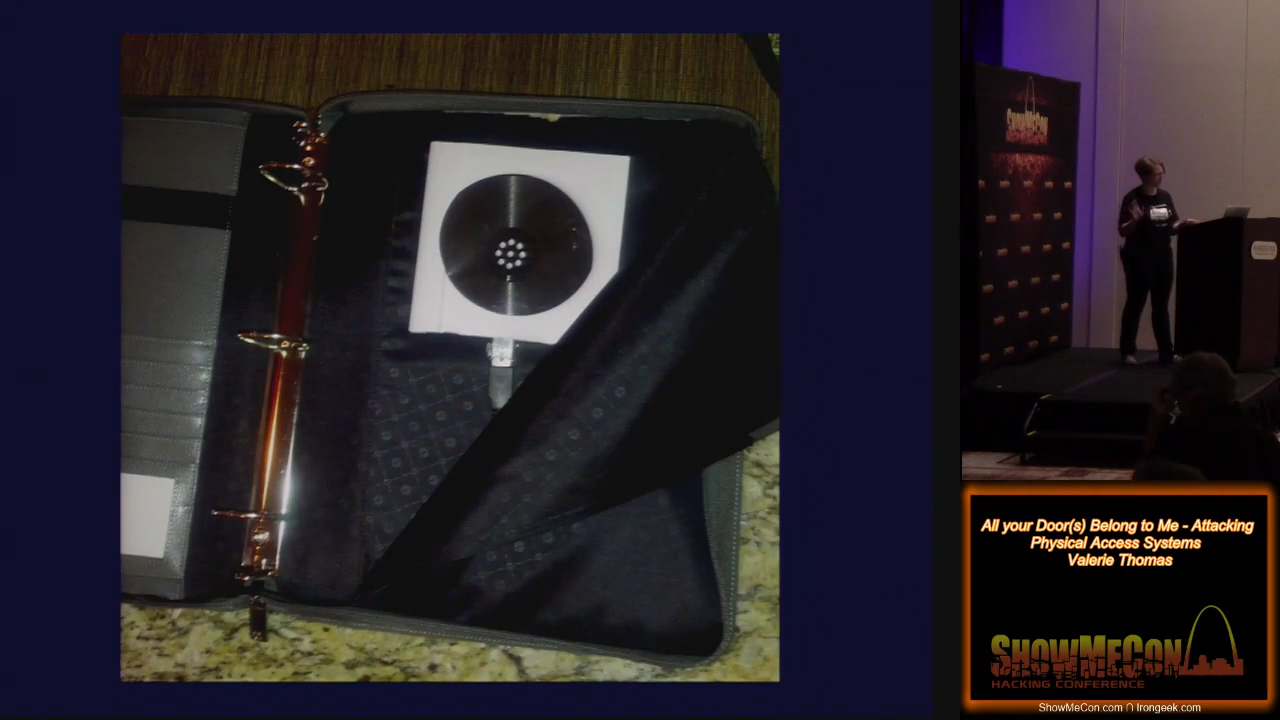 SHOWMECON
All your Door(s) Belong to Me - Attacking
Physical Access Systems
Valerie Thomas
SHOWMECON
HACKING CONFERENCE
ShowMeCon.com ∩ Irongeek.com